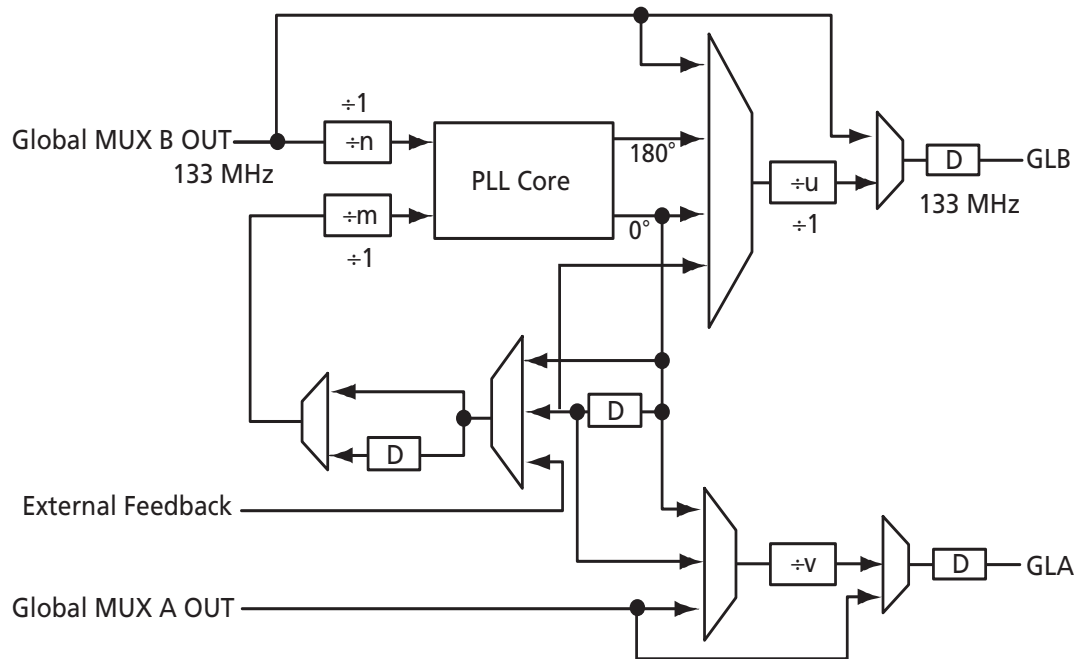 ÷1
Global MUX B OUT
÷n
133 MHz
PLL Core
180°
0°
÷m
÷1
÷u
÷1
D
GLB
133 MHz
D
D
External Feedback
÷v
D
GLA
Global MUX A OUT